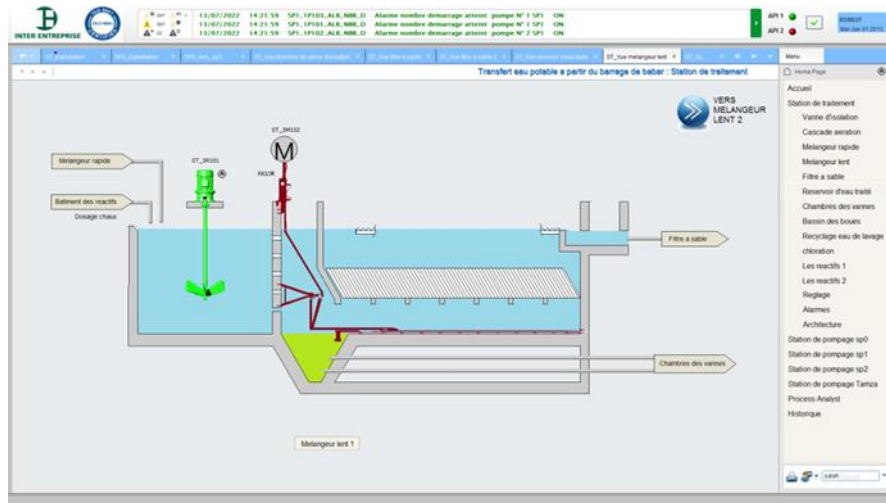 INTER ENTREPRISE
13/07/2022 14:21:59 SP1_1P103_ALR_NBR_D Alarme nombre demarrage atteint pompe N° 3 SP1 ON
13/07/2022 14:21:59 SP1_1P102_ALR_NBR_D Alarme nombre demarrage atteint pompe N° 1 SP1 ON
13/07/2022 14:21:59 SP1_1P101_ALR_NBR_D Alarme nombre demarrage atteint pompe N° 2 SP1 ON
API 1
API 2
ST_Vue melangeur lent
Menu
Transfert eau potable a partir du barrage de babar : Station de traitement
Home Page
VERS
MELANGEUR
LENT 2
ST_3M102
M
ST_3R101
Melangeur rapide
Batiment des reactifs
Dosage chaux
Filtre a sable
Chambres des vannes
Melangeur lent 1
Accueil
Station de traitement
Vanne d'isolation
Cascade aeration
Melangeur rapide
Melangeur lent
Filtre a sable
Reservoir d'eau traité
Chambres des vannes
Bassin des boues
Recyclage eau de lavage
chloration
Les reactifs 1
Les reactifs 2
Reglage
Alarmes
Architecture
Station de pompage sp0
Station de pompage sp1
Station de pompage sp2
Station de pompage Tamza
Process Analyst
Historique